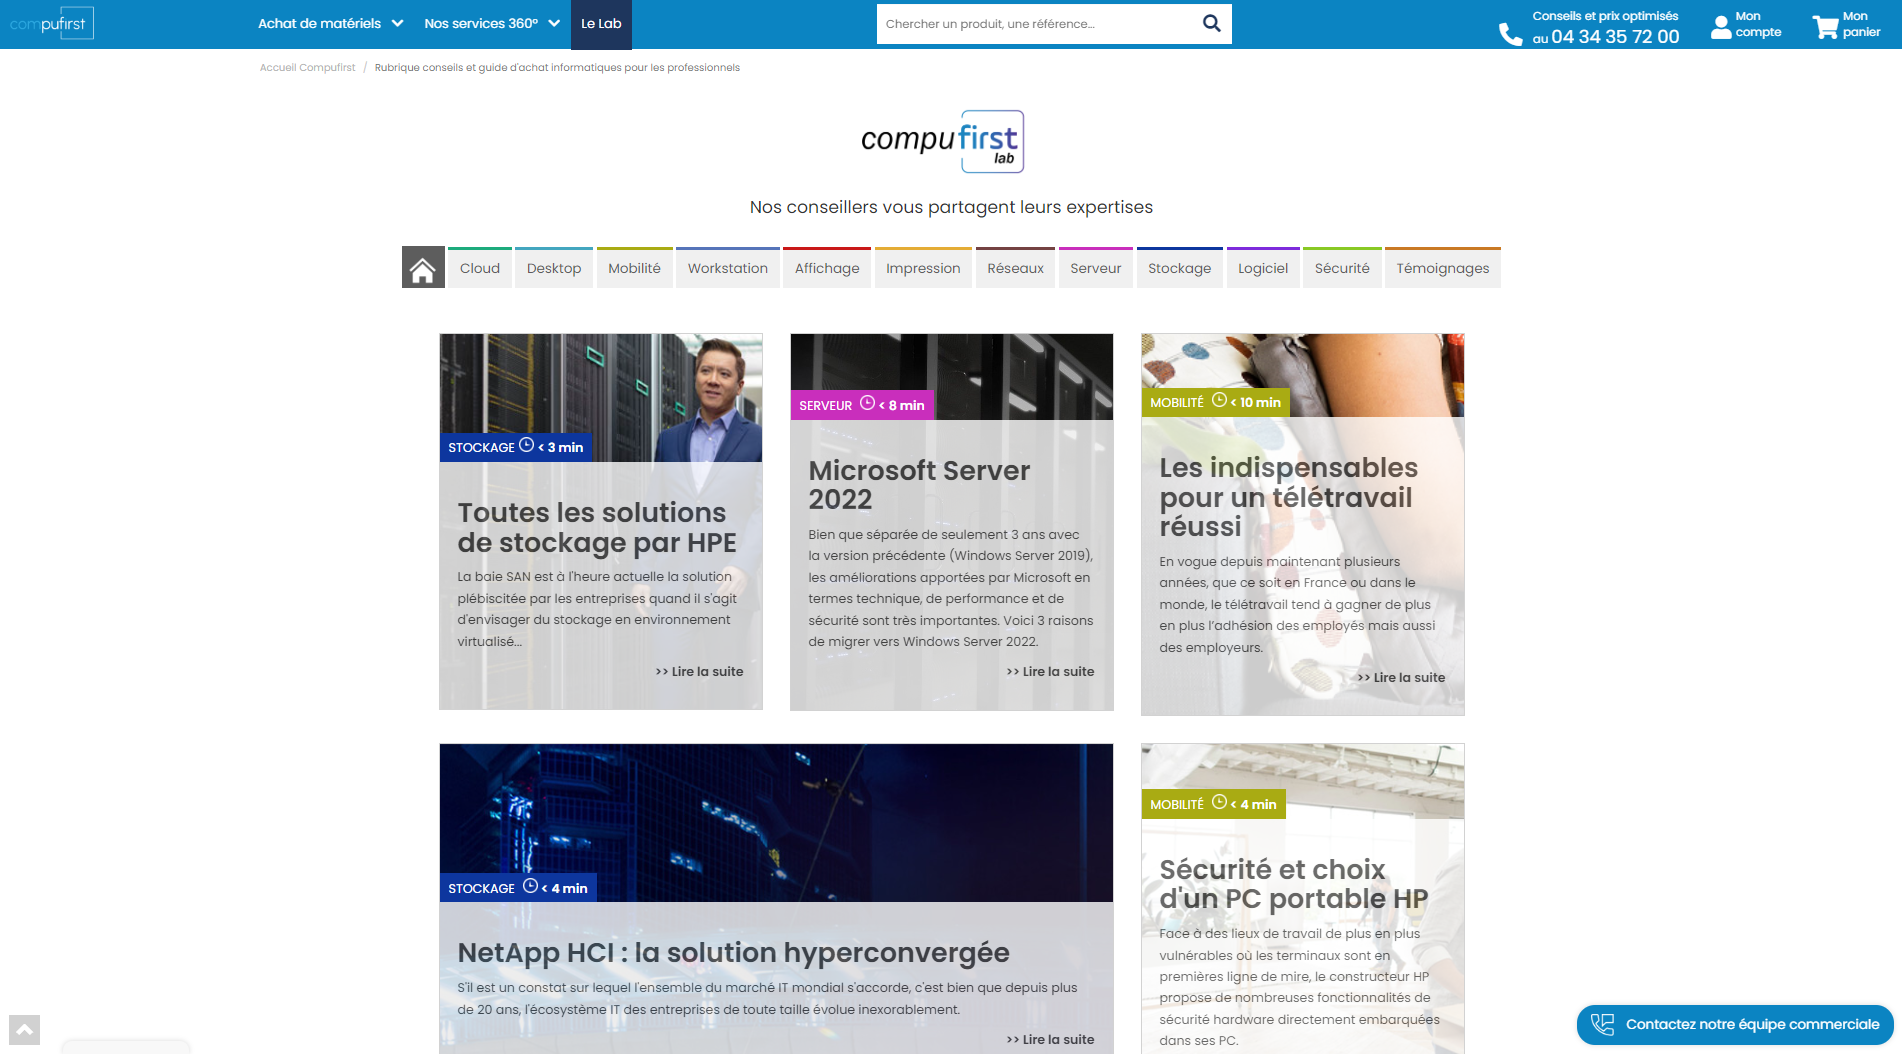 compufirst
Achat de matériels
Nos services 360°
Le Lab
Chercher un produit, une référence...
Conseils et prix optimisés
au 04 34 35 72 00
Mon
compte
Mon
panier
Accueil Compufirst / Rubrique conseils et guide d'achat informatiques pour les professionnels
compufirst
lab
Nos conseillers vous partagent leurs expertises
Cloud
Desktop
Mobilité
Workstation
Affichage
Impression
Réseaux
Serveur
Stockage
Logiciel
Sécurité
Témoignages
STOCKAGE < 3 min
Toutes les solutions
de stockage par HPE
La baie SAN est à l'heure actuelle la solution
plébiscitée par les entreprises quand il s'agit
d'envisager du stockage en environnement
virtualisé...
>> Lire la suite
SERVEUR < 8 min
Microsoft Server
2022
Bien que séparée de seulement 3 ans avec
la version précédente (Windows Server 2019),
les améliorations apportées par Microsoft en
termes technique, de performance et de
sécurité sont très importantes. Voici 3 raisons
de migrer vers Windows Server 2022.
>> Lire la suite
MOBILITÉ < 10 min
Les indispensables
pour un télétravail
réussi
En vogue depuis maintenant plusieurs
années, que ce soit en France ou dans le
monde, le télétravail tend à gagner de plus
en plus l’adhésion des employés mais aussi
des employeurs.
>> Lire la suite
STOCKAGE < 4 min
NetApp HCI : la solution hyperconvergée
S'il est un constat sur lequel l'ensemble du marché IT mondial s'accorde, c'est bien que depuis plus
de 20 ans, l'écosystème IT des entreprises de toute taille évolue inexorablement.
>> Lire la suite
MOBILITÉ < 4 min
Sécurité et choix
d'un PC portable HP
Face à des lieux de travail de plus en plus
vulnérables où les terminaux sont en
premières ligne de mire, le constructeur HP
propose de nombreuses fonctionnalités de
sécurité hardware directement embarquées
dans ses PC.
Contactez notre équipe commerciale